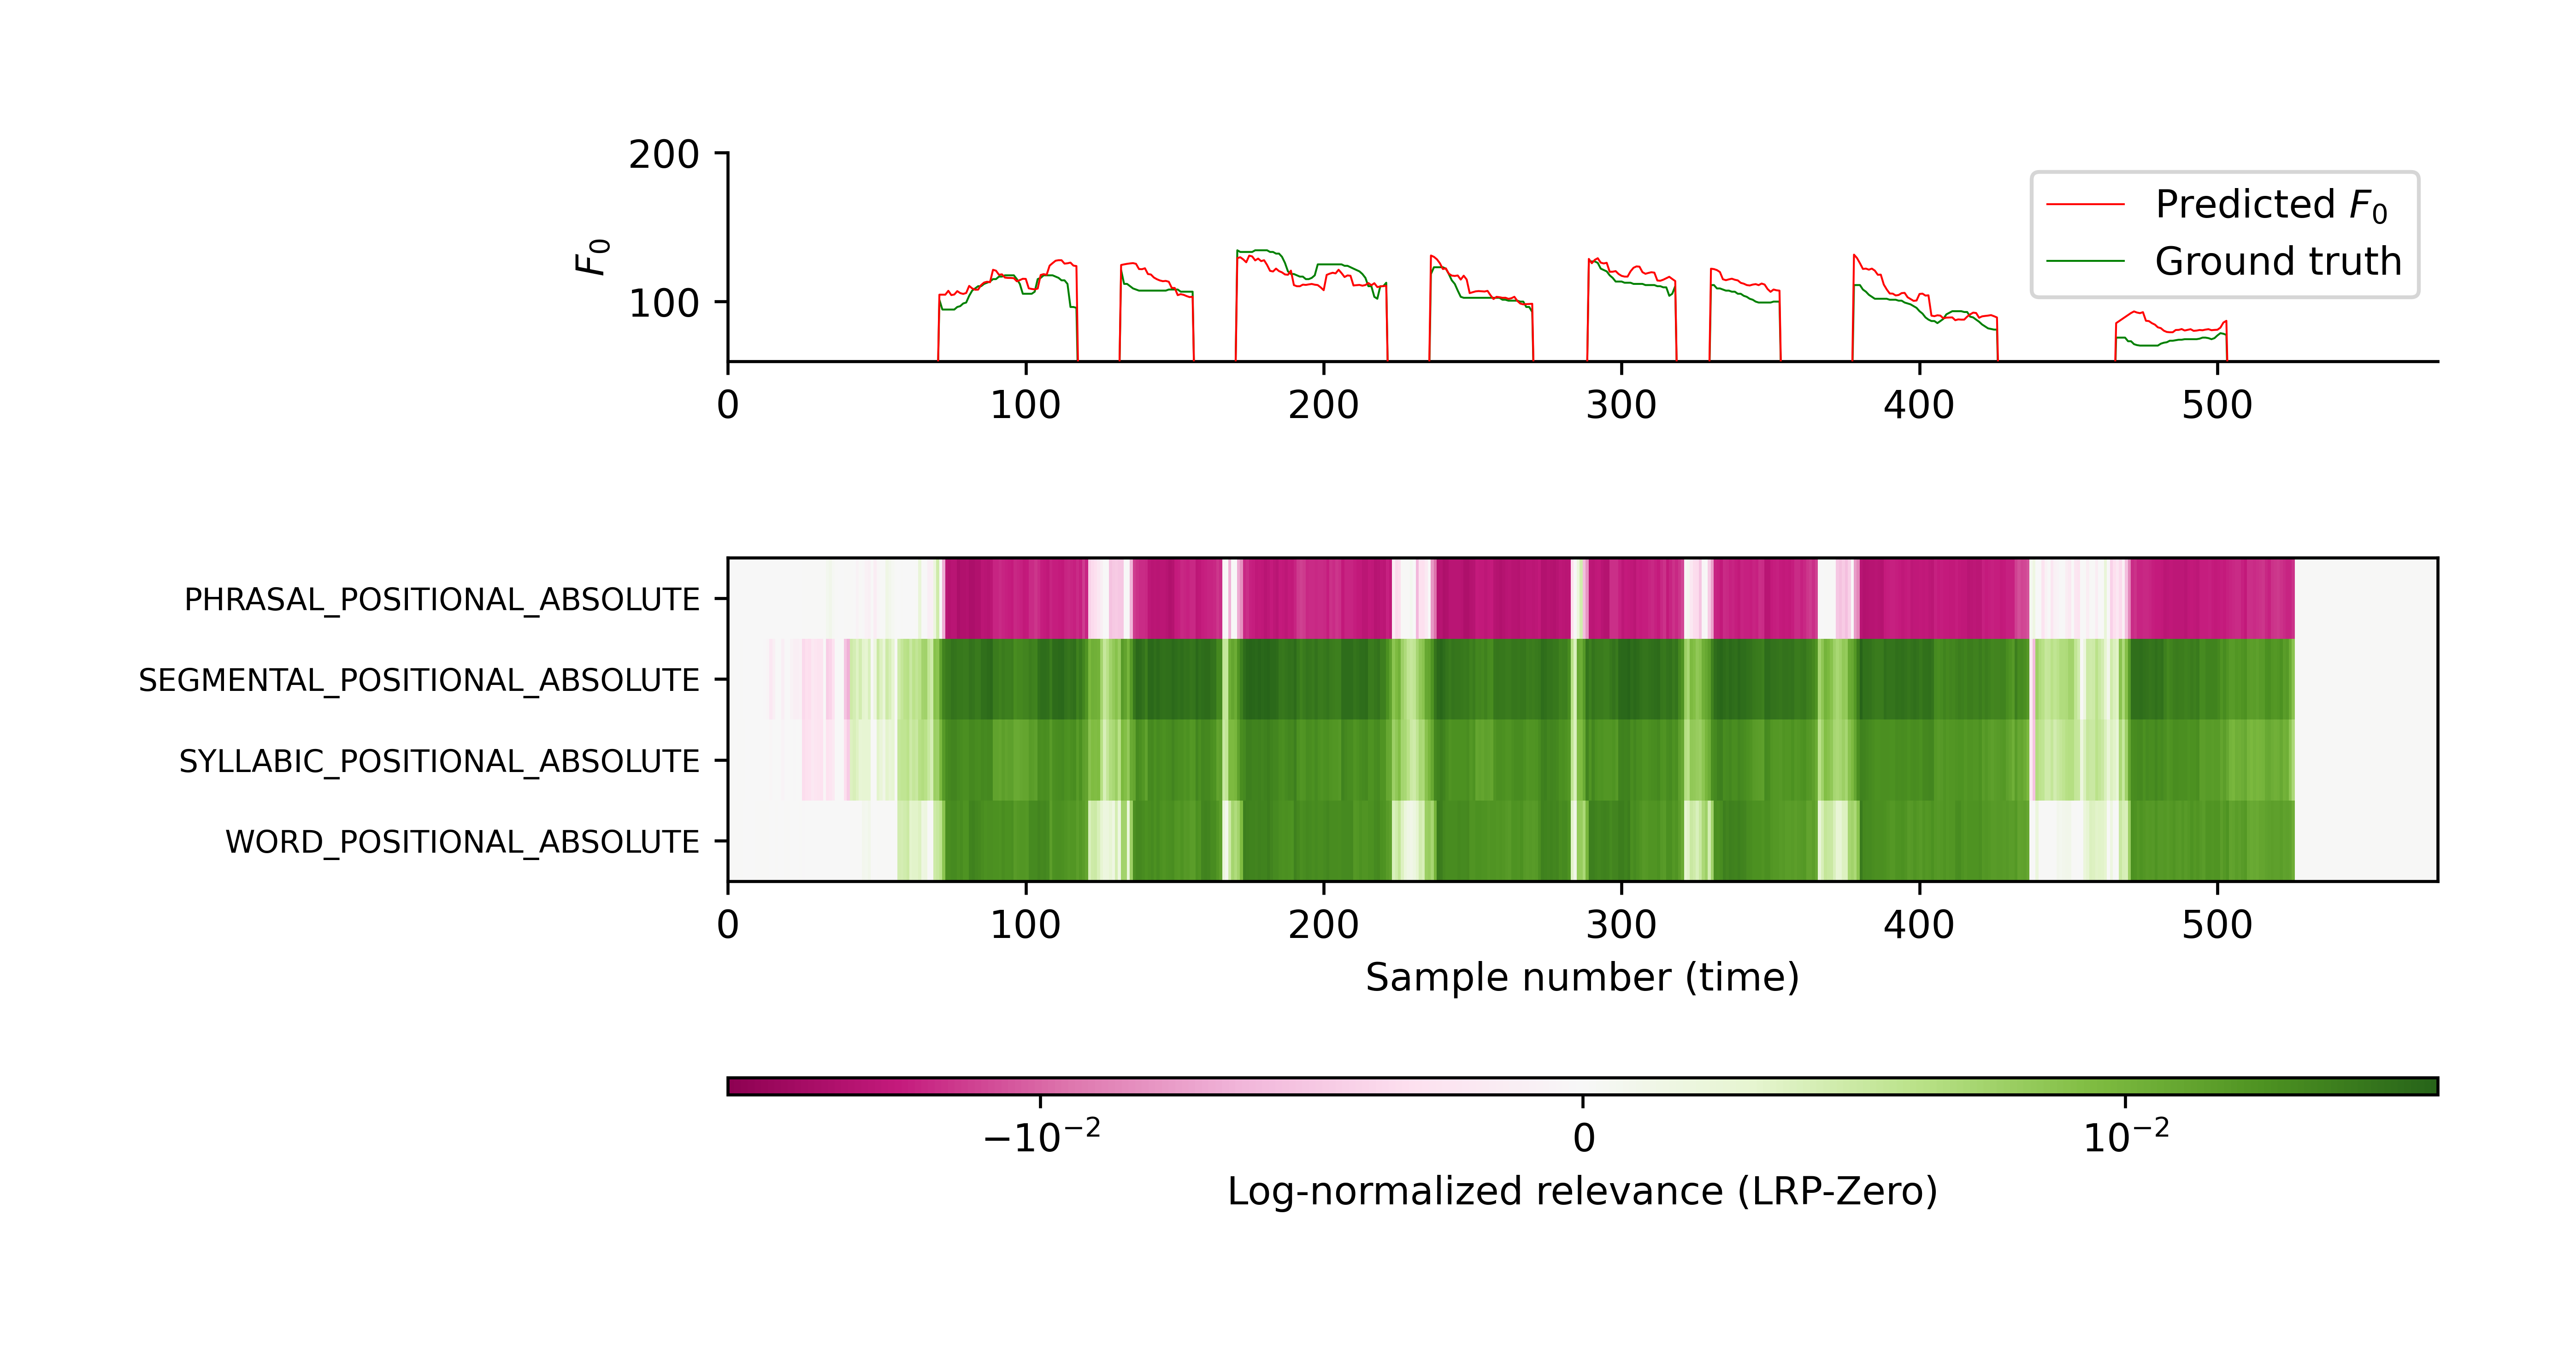 200
100
F₀
Predicted F₀
Ground truth
0 100 200 300 400 500
PHRASAL_POSITIONAL_ABSOLUTE
SEGMENTAL_POSITIONAL_ABSOLUTE
SYLLABIC_POSITIONAL_ABSOLUTE
WORD_POSITIONAL_ABSOLUTE
0 100 200 300 400 500
Sample number (time)
−10⁻² 0 10⁻²
Log-normalized relevance (LRP-Zero)